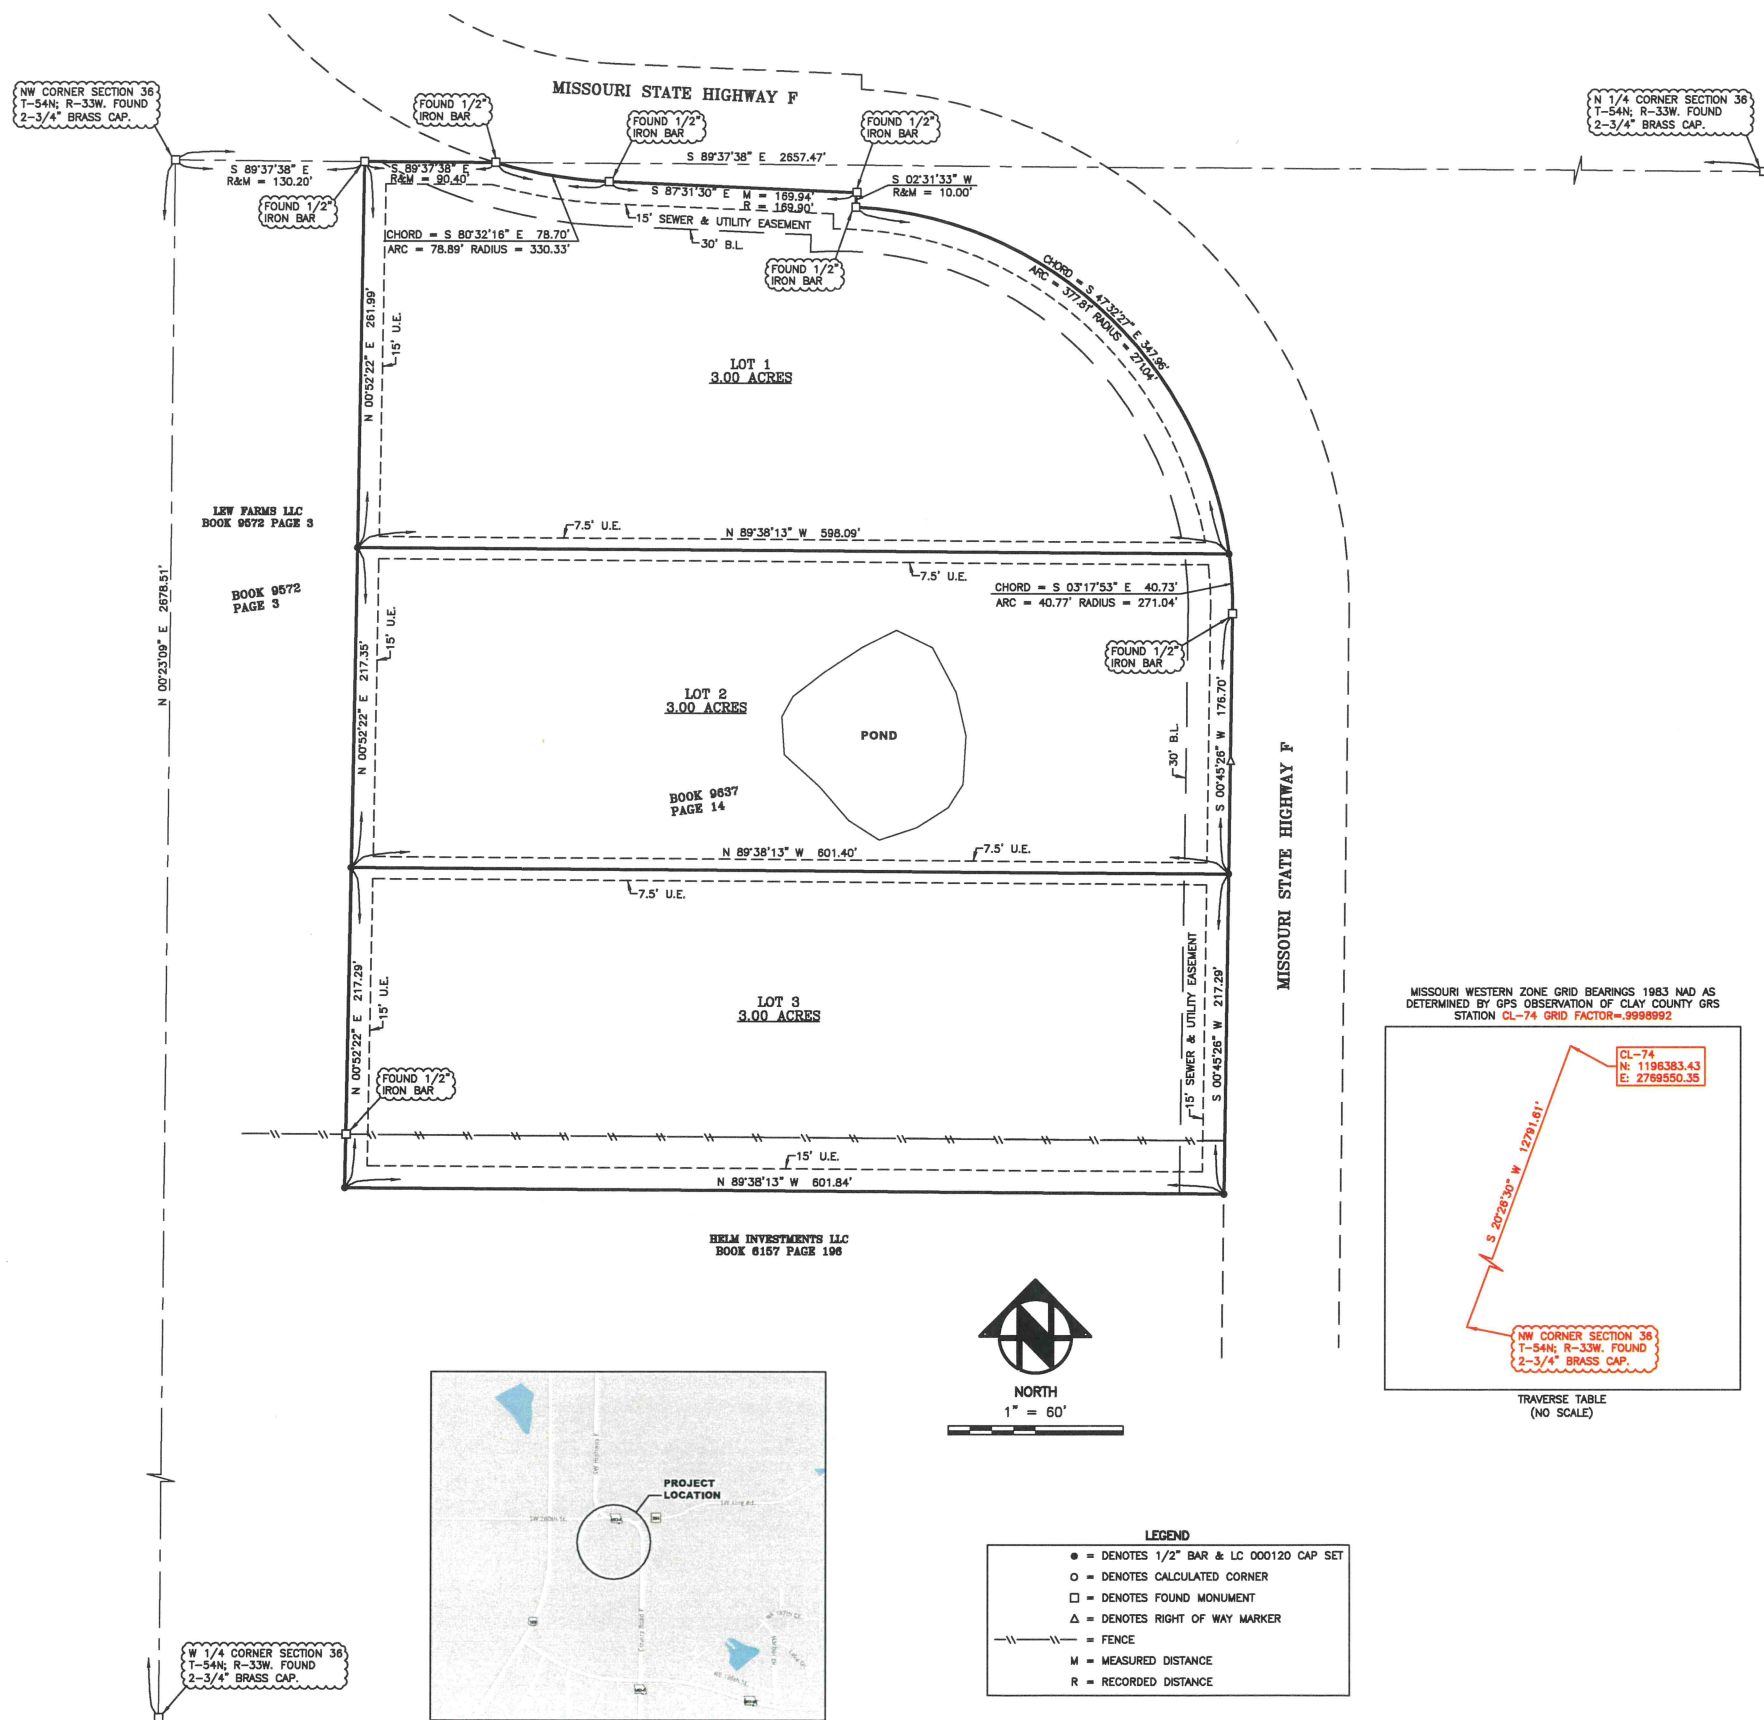 MISSOURI STATE HIGHWAY F
NW CORNER SECTION 36
T-54N; R-33W. FOUND
2-3/4" BRASS CAP.
FOUND 1/2"
IRON BAR
FOUND 1/2"
IRON BAR
FOUND 1/2"
IRON BAR
N 1/4 CORNER SECTION 36
T-54N; R-33W. FOUND
2-3/4" BRASS CAP.
S 89°37'38" E 2657.47'
S 89°37'38" E
R&M = 130.20'
S 89°37'38" E
R&M = 90.40'
S 87°31'30" E M = 169.94'
R = 169.90'
S 02°31'33" W
R&M = 10.00'
FOUND 1/2"
IRON BAR
15' SEWER & UTILITY EASEMENT
CHORD = S 80°32'16" E 78.70'
ARC = 78.89' RADIUS = 330.33'
30' B.L.
FOUND 1/2"
IRON BAR
CHORD = S 47°32'27" E 347.96'
ARC = 377.81' RADIUS = 271.04'
N 00°52'22" E 261.99'
15' U.E.
LOT 1
3.00 ACRES
LEW FARMS LLC
BOOK 9572 PAGE 3
7.5' U.E.
N 89°38'13" W 598.09'
7.5' U.E.
CHORD = S 03°17'53" E 40.73'
ARC = 40.77' RADIUS = 271.04'
BOOK 9572
PAGE 3
N 00°23'09" E 2678.51'
N 00°52'22" E 217.35'
15' U.E.
FOUND 1/2"
IRON BAR
LOT 2
3.00 ACRES
POND
30' B.L.
S 00°45'26" W 176.70'
MISSOURI STATE HIGHWAY F
BOOK 9637
PAGE 14
N 89°38'13" W 601.40'
7.5' U.E.
7.5' U.E.
N 00°52'22" E 217.29'
15' U.E.
LOT 3
3.00 ACRES
15' SEWER & UTILITY EASEMENT
S 00°45'26" W 217.29'
FOUND 1/2"
IRON BAR
15' U.E.
N 89°38'13" W 601.84'
HELM INVESTMENTS LLC
BOOK 6157 PAGE 196
MISSOURI WESTERN ZONE GRID BEARINGS 1983 NAD AS
DETERMINED BY GPS OBSERVATION OF CLAY COUNTY GRS
STATION CL-74 GRID FACTOR=.9998992
CL-74
N: 1196383.43
E: 2769550.35
S 20°26'30" W 12791.61'
NW CORNER SECTION 36
T-54N; R-33W. FOUND
2-3/4" BRASS CAP.
TRAVERSE TABLE
(NO SCALE)
N
NORTH
1" = 60'
SW Highway F
PROJECT
LOCATION
SW King Rd.
SW 180th St.
County Road F
NE 197th Ct.
NE 196th St.
LEGEND
● = DENOTES 1/2" BAR & LC 000120 CAP SET
○ = DENOTES CALCULATED CORNER
□ = DENOTES FOUND MONUMENT
△ = DENOTES RIGHT OF WAY MARKER
= FENCE
M = MEASURED DISTANCE
R = RECORDED DISTANCE
W 1/4 CORNER SECTION 36
T-54N; R-33W. FOUND
2-3/4" BRASS CAP.